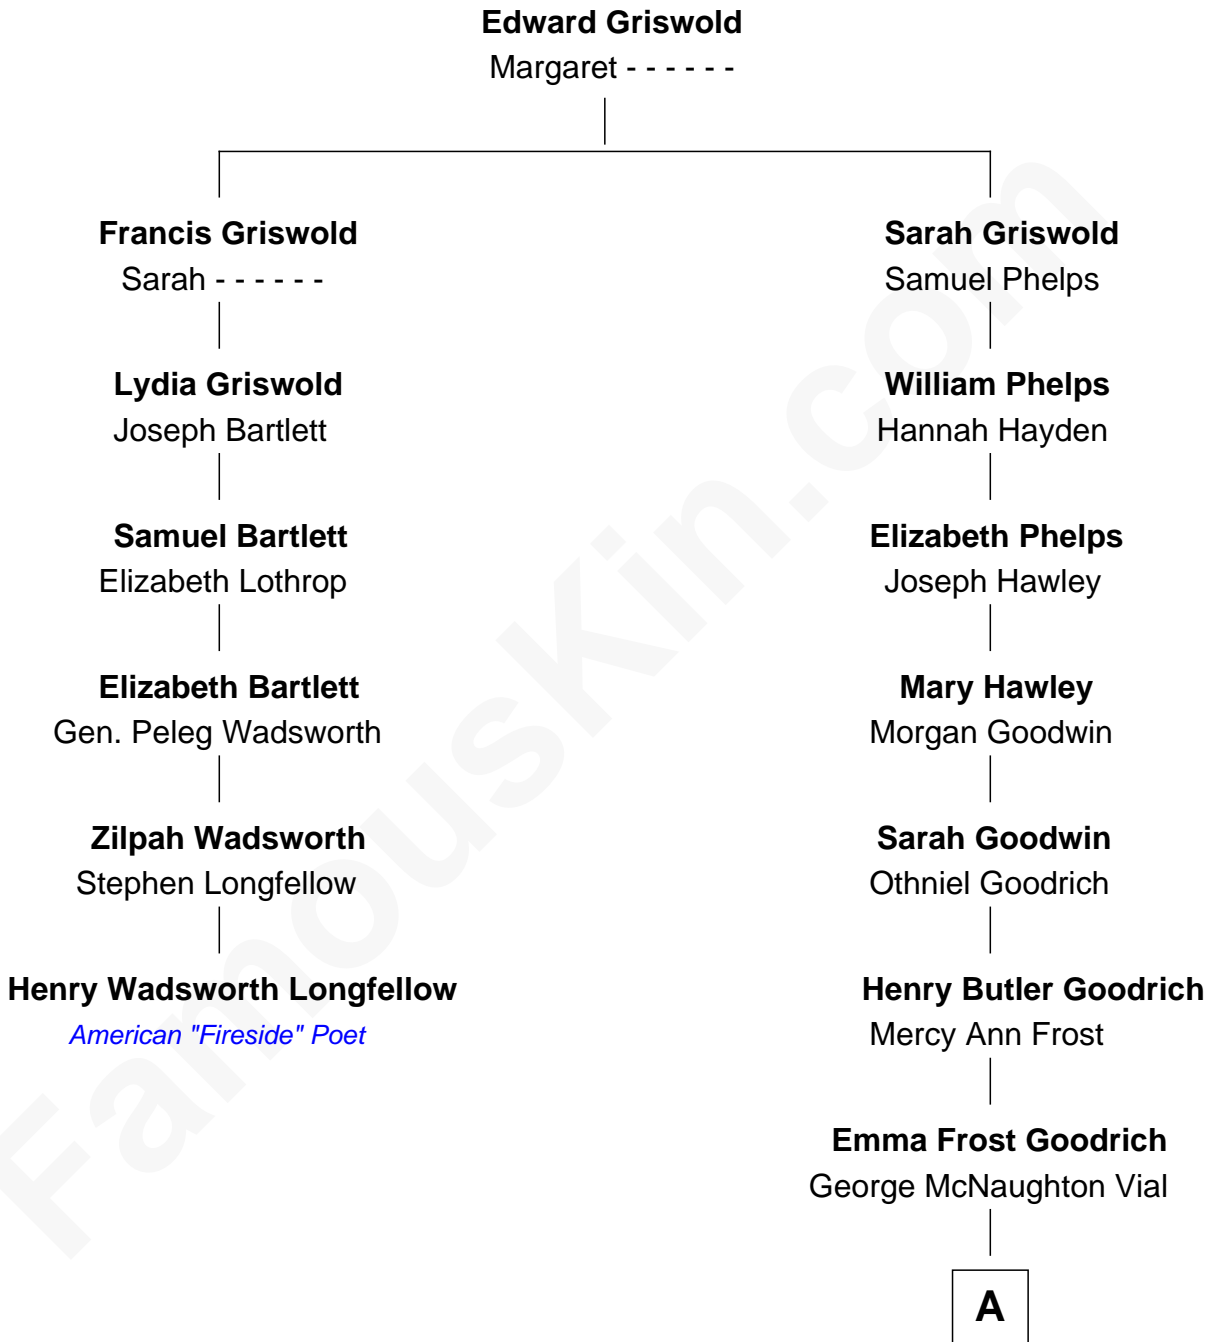 Edward Griswold
Margaret - - - - - -
Francis Griswold
Sarah - - - - - -
Sarah Griswold
Samuel Phelps
Lydia Griswold
Joseph Bartlett
William Phelps
Hannah Hayden
Samuel Bartlett
Elizabeth Lothrop
Elizabeth Phelps
Joseph Hawley
Elizabeth Bartlett
Gen. Peleg Wadsworth
Mary Hawley
Morgan Goodwin
Zilpah Wadsworth
Stephen Longfellow
Sarah Goodwin
Othniel Goodrich
Henry Wadsworth Longfellow
American "Fireside" Poet
Henry Butler Goodrich
Mercy Ann Frost
Emma Frost Goodrich
George McNaughton Vial
A
FamousKin.com